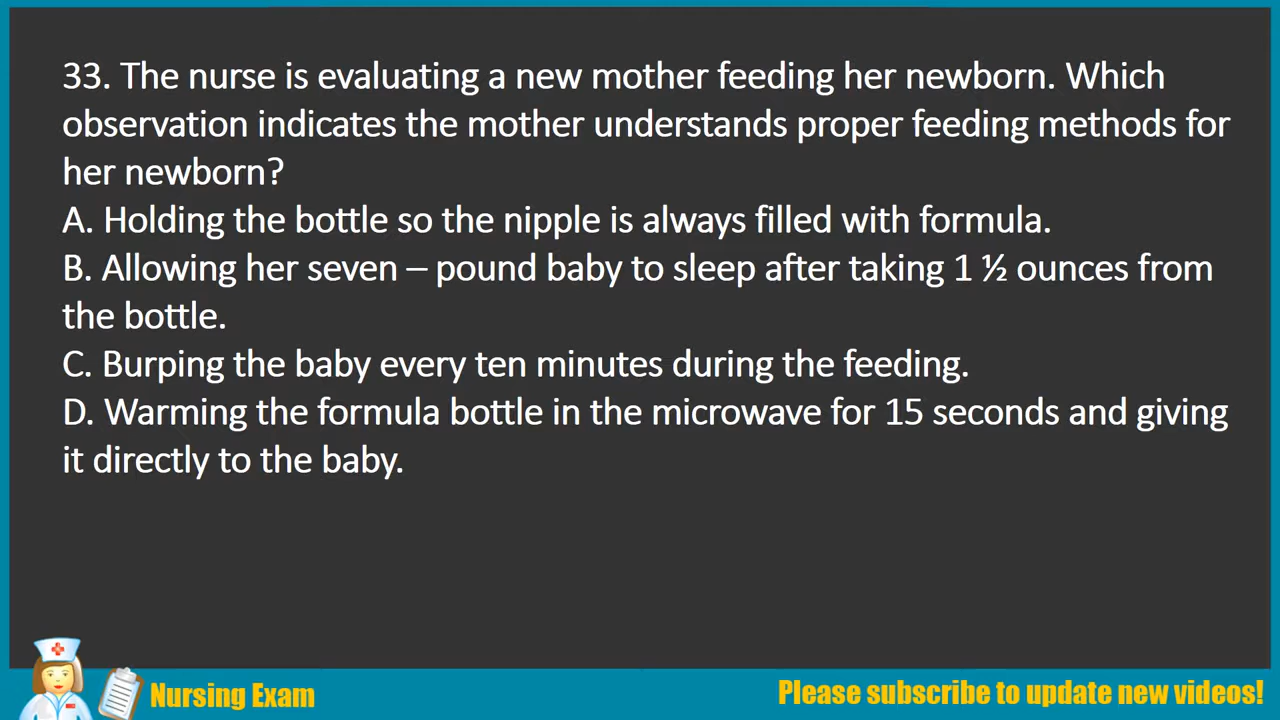 33. The nurse is evaluating a new mother feeding her newborn. Which
observation indicates the mother understands proper feeding methods for
her newborn?
A. Holding the bottle so the nipple is always filled with formula.
B. Allowing her seven – pound baby to sleep after taking 1 ½ ounces from
the bottle.
C. Burping the baby every ten minutes during the feeding.
D. Warming the formula bottle in the microwave for 15 seconds and giving
it directly to the baby.
Nursing Exam
Please subscribe to update new videos!